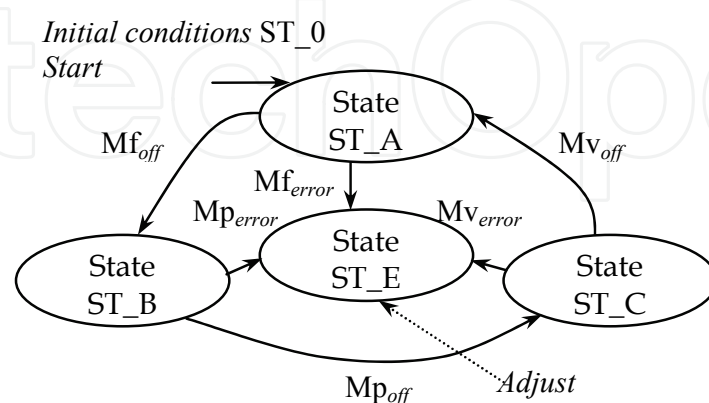 Initial conditions ST_0
Start
State
ST_A
Mf_off
Mv_off
Mf_error
Mp_error
Mv_error
State
ST_B
State
ST_E
State
ST_C
Mp_off
Adjust